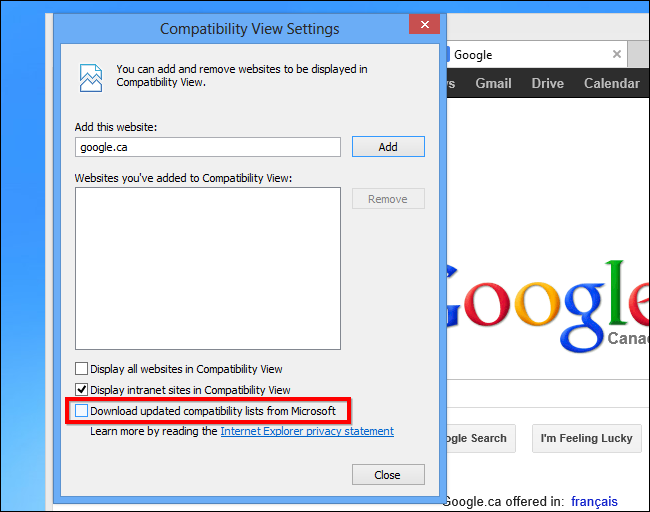 Compatibility View Settings
You can add and remove websites to be displayed in
Compatibility View.
Add this website:
google.ca
Add
Websites you've added to Compatibility View:
Remove
Display all websites in Compatibility View
Display intranet sites in Compatibility View
Download updated compatibility lists from Microsoft
Learn more by reading the Internet Explorer privacy statement
Close
Google
Gmail Drive Calendar
Google
Search I'm Feeling Lucky
Google.ca offered in: français